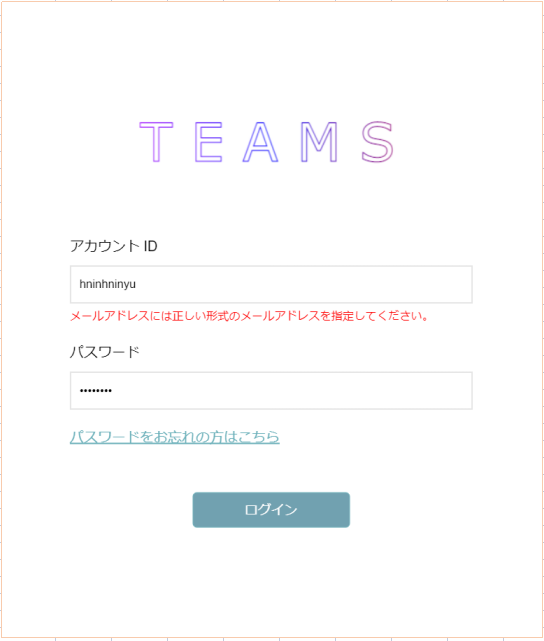 TEAMS
アカウント ID
hninhninyu
メールアドレスには正しい形式のメールアドレスを指定してください。
パスワード
••••••••
パスワードをお忘れの方はこちら
ログイン